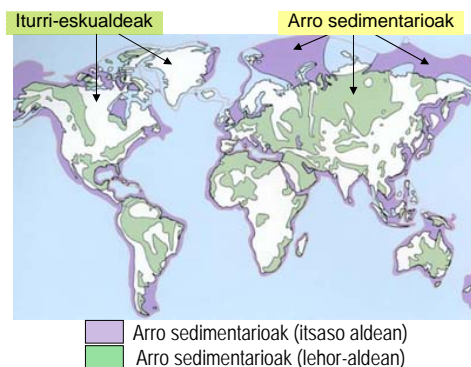 Iturri-eskualdeak
Arro sedimentarioak
Arro sedimentarioak (itsaso aldean)
Arro sedimentarioak (lehor-aldean)